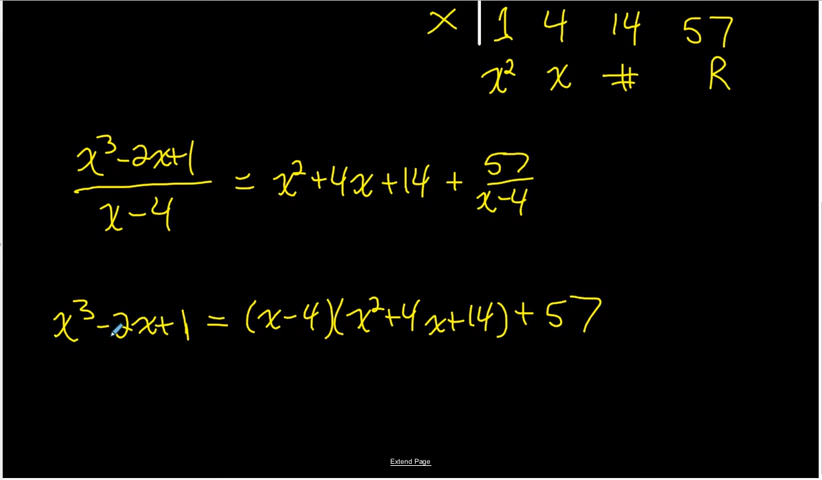 x | 1 4 14 57
x² x # R
x³-2x+1 / x-4 = x²+4x+14 + 57 / x-4
x³-2x+1 = (x-4)(x²+4x+14) + 57
Extend Page